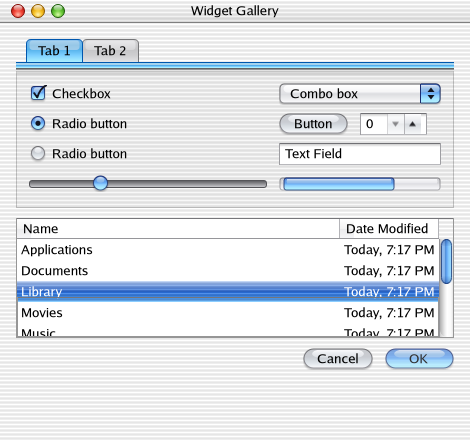 Widget Gallery
Tab 1 Tab 2
Checkbox Combo box
Radio button Button 0
Radio button Text Field
Name Date Modified
Applications Today, 7:17 PM
Documents Today, 7:17 PM
Library Today, 7:17 PM
Movies Today, 7:17 PM
Music Today, 7:17 PM
Cancel OK